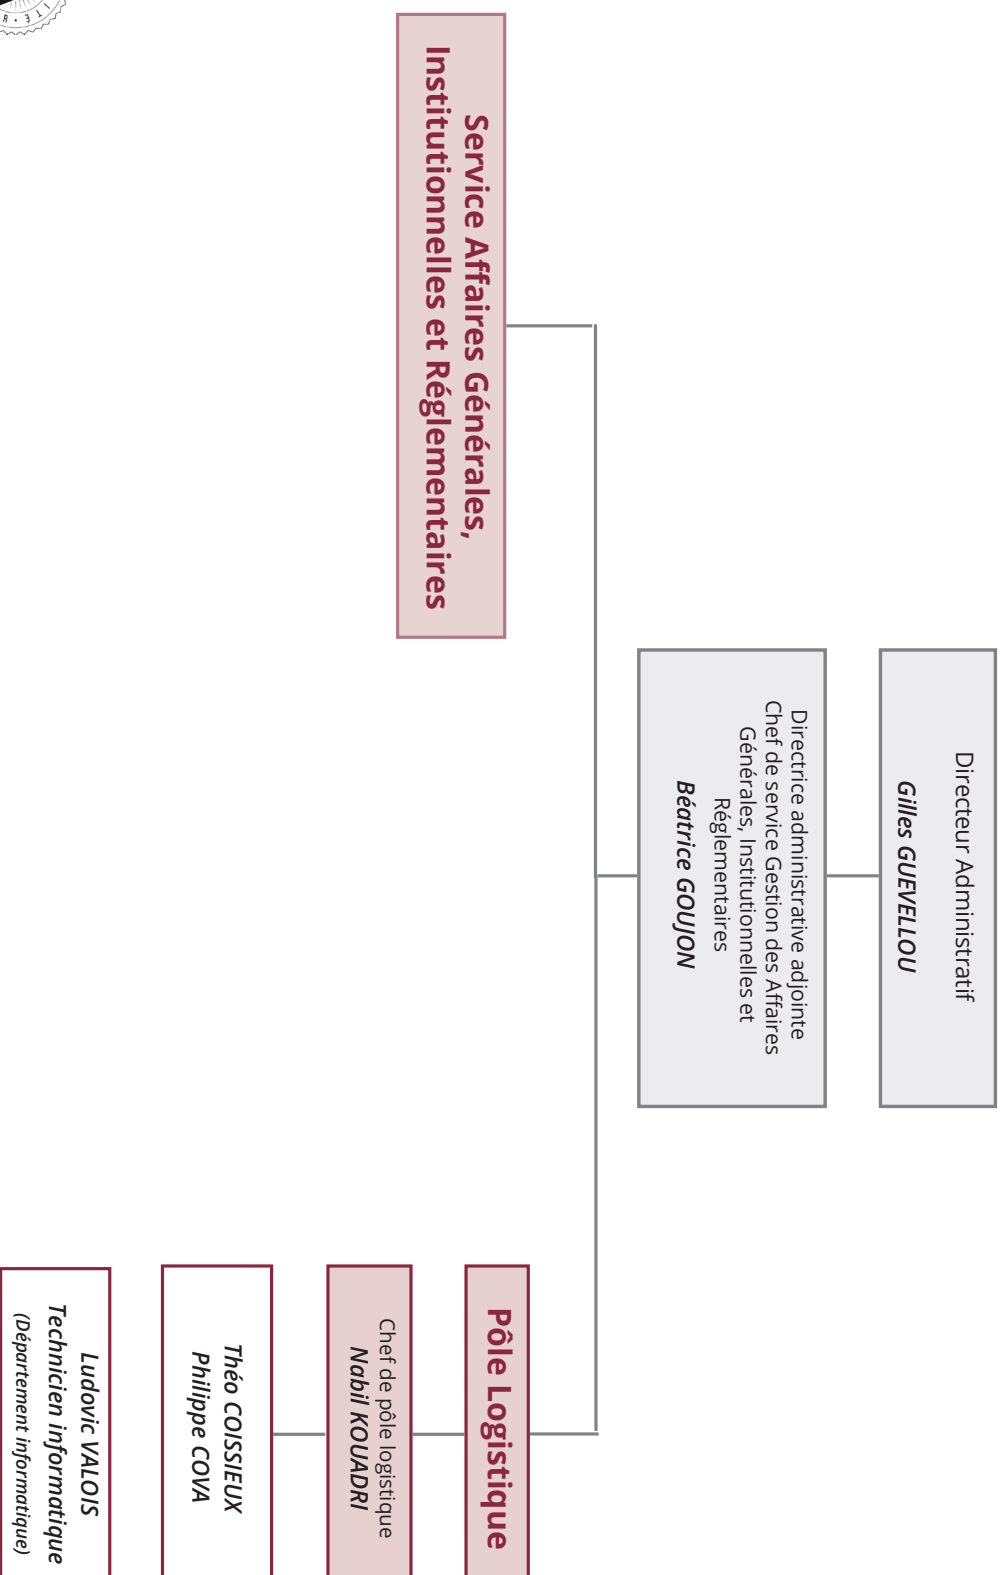 Directeur Administratif
Gilles GUEVELLOU
Directrice administrative adjointe
Chef de service Gestion des Affaires
Générales, Institutionnelles et
Réglementaires
Béatrice GOUJON
Service Affaires Générales,
Institutionnelles et Réglementaires
Pôle Logistique
Chef de pôle logistique
Nabil KOUADRI
Théo COISSIEUX
Philippe COVA
Ludovic VALOIS
Technicien informatique
(Département informatique)